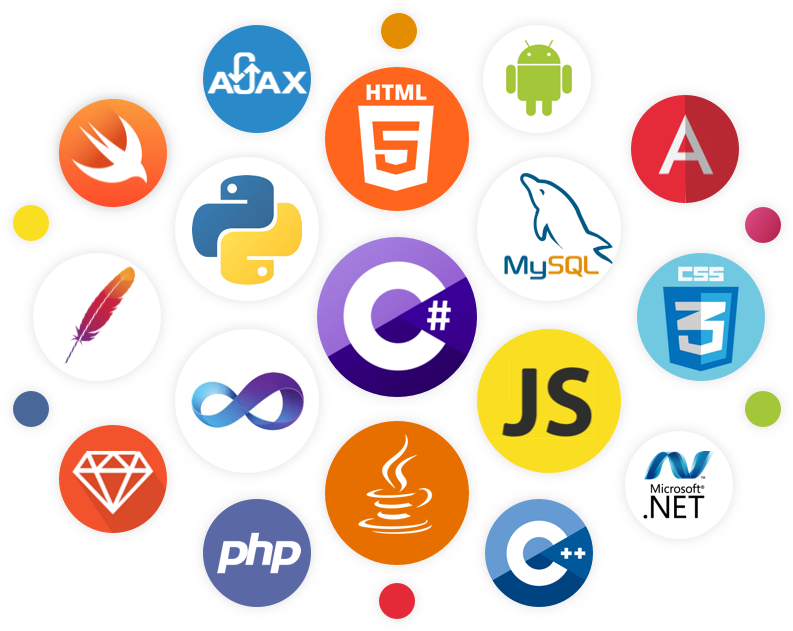 AJAX
HTML
5
A
MySQL
C#
CSS
3
JS
Microsoft®
.NET
php
C++